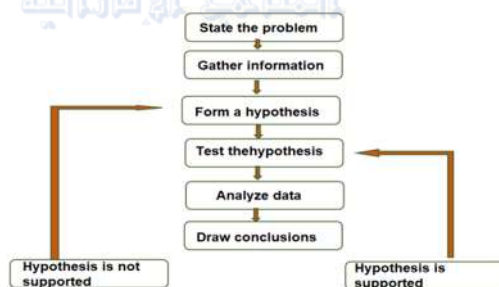 State the problem
Gather information
Form a hypothesis
Test thehypothesis
Analyze data
Draw conclusions
Hypothesis is not
supported
Hypothesis is
supported